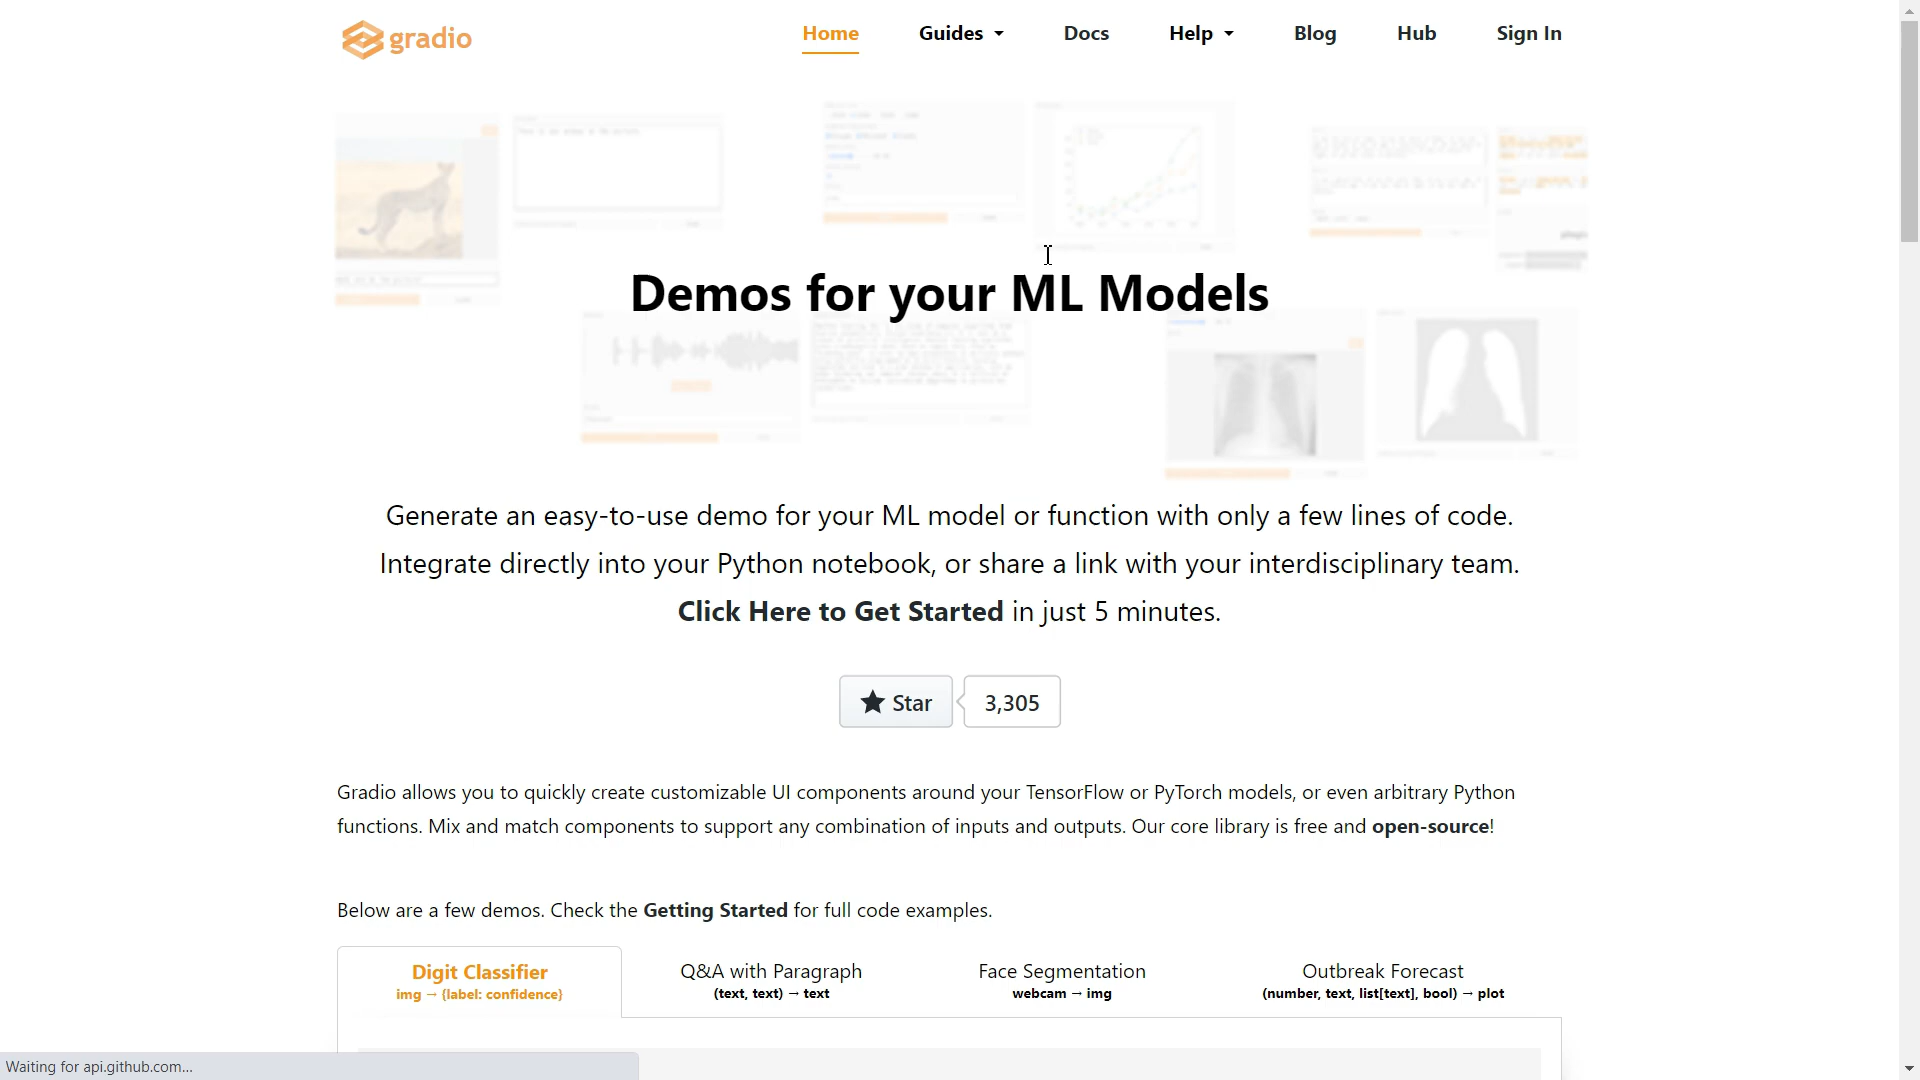 gradio
Home Guides Docs Help Blog Hub Sign In
Demos for your ML Models
Generate an easy-to-use demo for your ML model or function with only a few lines of code.
Integrate directly into your Python notebook, or share a link with your interdisciplinary team.
Click Here to Get Started in just 5 minutes.
Star 3,305
Gradio allows you to quickly create customizable UI components around your TensorFlow or PyTorch models, or even arbitrary Python
functions. Mix and match components to support any combination of inputs and outputs. Our core library is free and open-source!
Below are a few demos. Check the Getting Started for full code examples.
Digit Classifier Q&A with Paragraph Face Segmentation Outbreak Forecast
img → {label: confidence} (text, text) → text webcam → img (number, text, list[text], bool) → plot
Waiting for api.github.com...